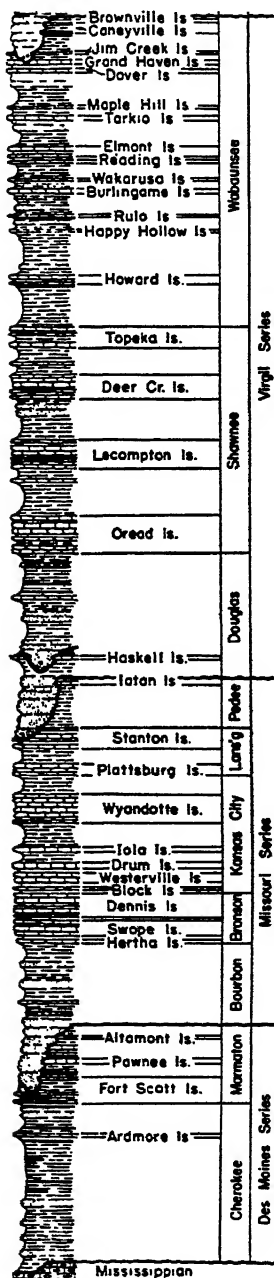 Brownville ls
Caneyville ls
Jim Creek ls
Grand Haven ls
Dover ls
Maple Hill ls
Tarkio ls
Elmont ls
Reading ls
Wakarusa ls
Burlingame ls
Rulo ls
Happy Hollow ls
Howard ls.
Topeka ls.
Deer Cr. ls.
Lecompton ls.
Oread ls.
Haskell ls.
Iatan ls
Stanton ls.
Plattsburg ls.
Wyandotte ls.
Iola ls.
Drum ls.
Westerville ls
Block ls
Dennis ls
Swope ls.
Hertha ls.
Altamont ls.
Pawnee ls.
Fort Scott ls.
Ardmore ls
Mississippian
Wabaunsee
Shawnee
Douglas
Pedee
Lans'g
Kansas City
Bronson
Bourbon
Marmaton
Cherokee
Virgil Series
Missouri Series
Des Moines Series